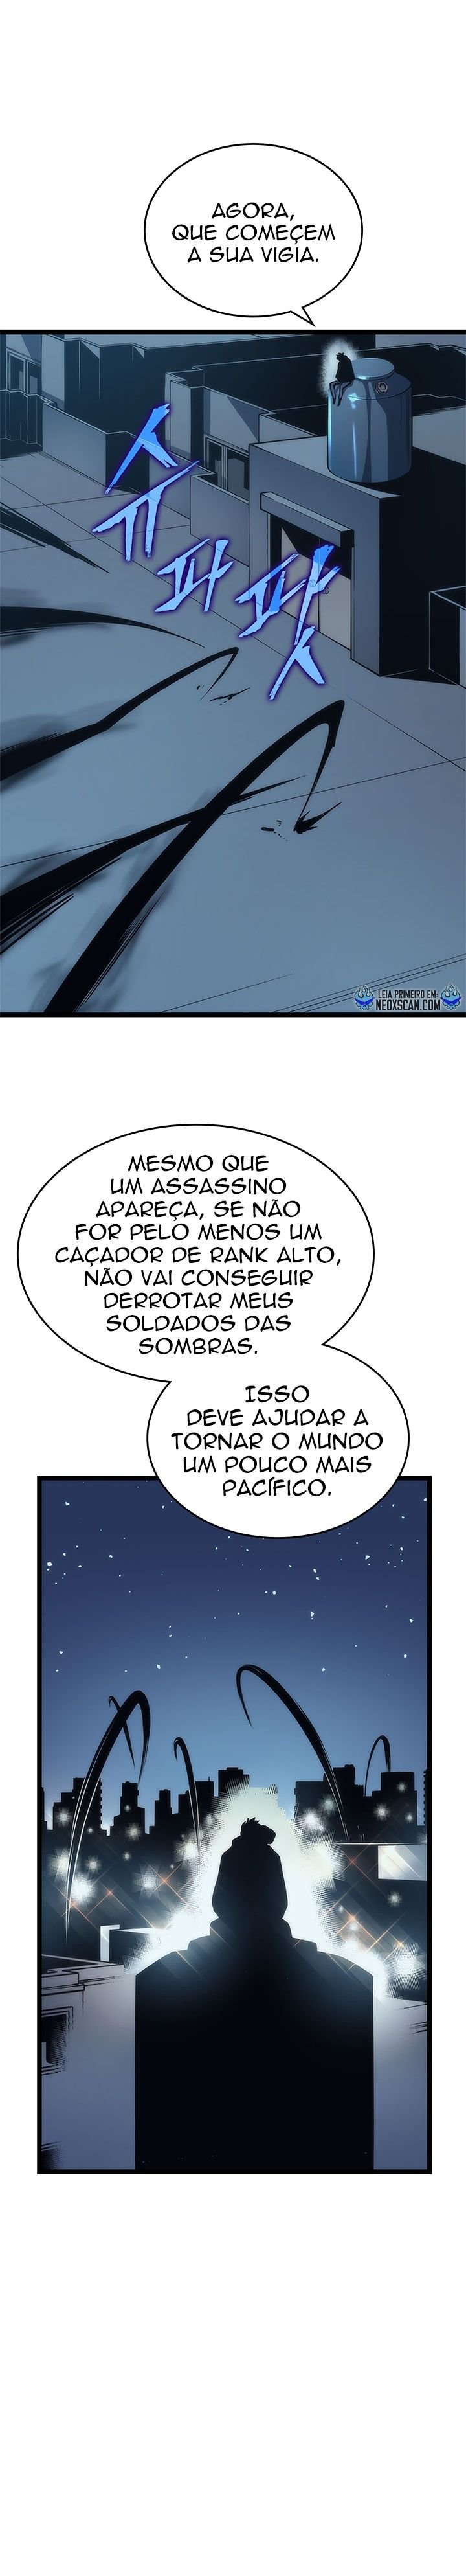 AGORA,
QUE COMEÇEM
A SUA VIGIA.
슈파팟
LEIA PRIMEIRO EM:
NEOXSCAN.COM
MESMO QUE
UM ASSASSINO
APAREÇA, SE NÃO
FOR PELO MENOS UM
CAÇADOR DE RANK ALTO,
NÃO VAI CONSEGUIR
DERROTAR MEUS
SOLDADOS DAS
SOMBRAS.
ISSO
DEVE AJUDAR A
TORNAR O MUNDO
UM POUCO MAIS
PACÍFICO.